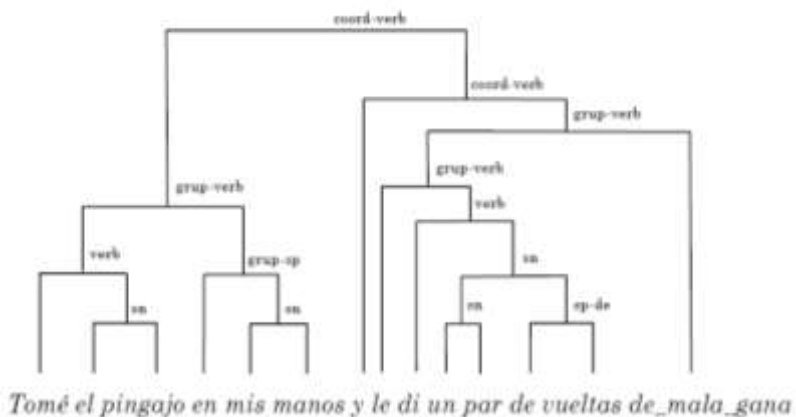 coord-verb
coord-verb
grup-verb
grup-verb
grup-verb
verb
verb
grup-sp
sn
sn
sn
sn
sp-de
Tomé el pingajo en mis manos y le di un par de vueltas de_mala_gana